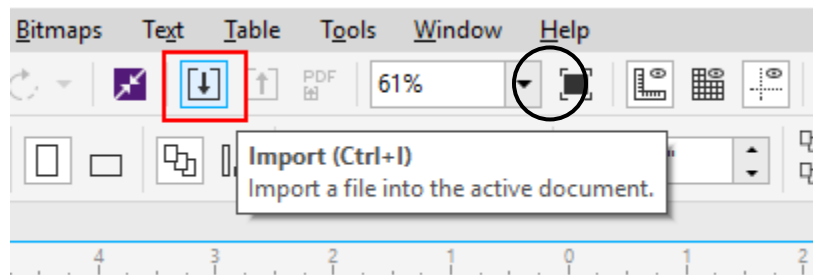 Bitmaps Text Table Tools Window Help
PDF 61%
Import (Ctrl+I)
Import a file into the active document.
4 3 2 1 0 1 2